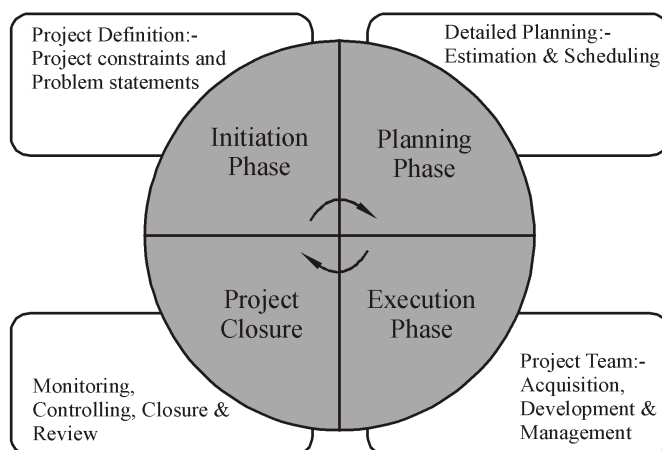 Project Definition:-
Project constraints and
Problem statements
Detailed Planning:-
Estimation & Scheduling
Initiation
Phase
Planning
Phase
Project
Closure
Execution
Phase
Monitoring,
Controlling, Closure &
Review
Project Team:-
Acquisition,
Development &
Management